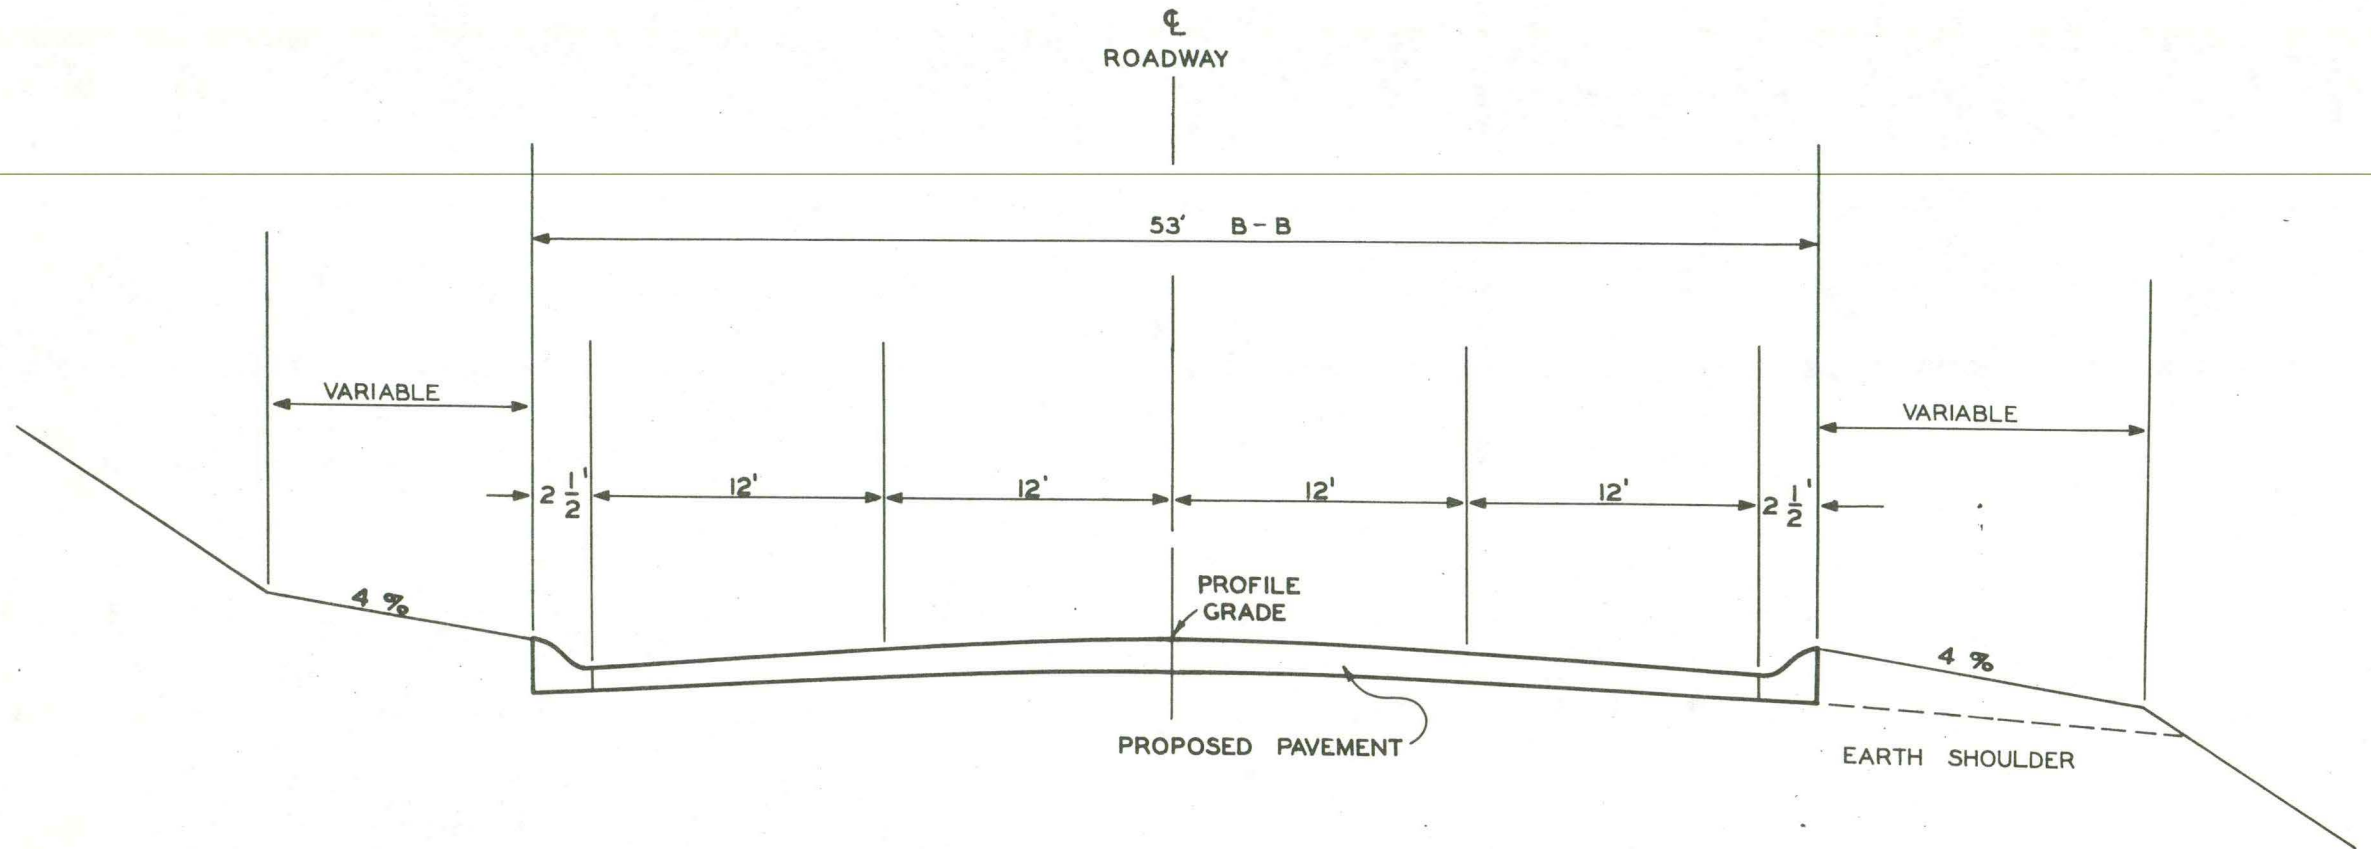 ℄
ROADWAY
53' B-B
VARIABLE
VARIABLE
2 1/2' 12' 12' 12' 12' 2 1/2'
PROFILE
GRADE
4 %
4 %
PROPOSED PAVEMENT
EARTH SHOULDER